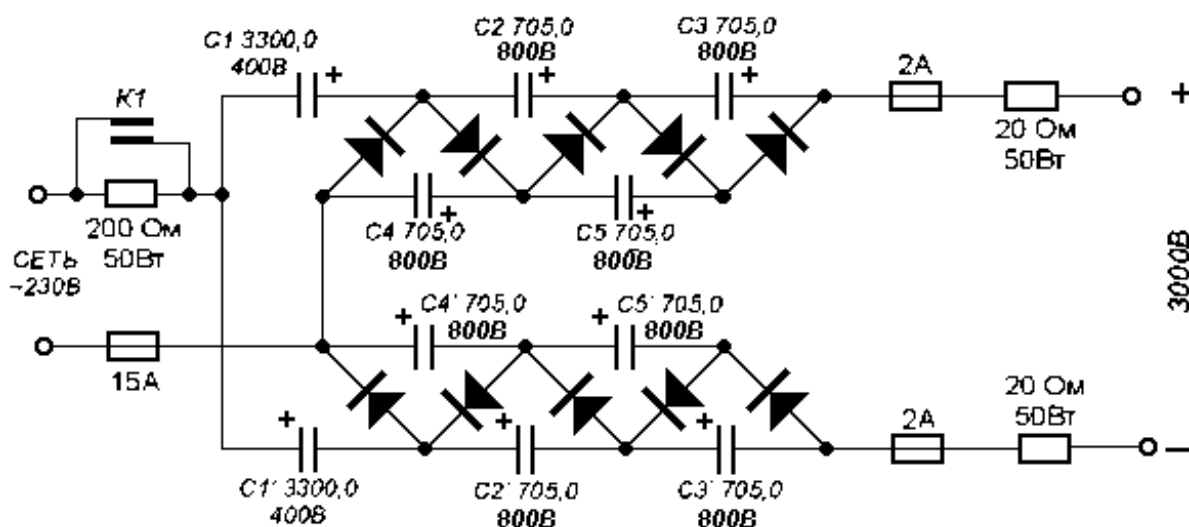 C1 3300,0
400В
+
C2 705,0
800В
+
C3 705,0
800В
+
2А
20 Ом
50Вт
+
К1
200 Ом
50Вт
СЕТЬ
~230В
15А
C4 705,0
800В
+
C5 705,0
800В
+
3000В
C4' 705,0
800В
+
C5' 705,0
800В
+
C1' 3300,0
400В
+
C2' 705,0
800В
+
C3' 705,0
800В
+
2А
20 Ом
50Вт
—